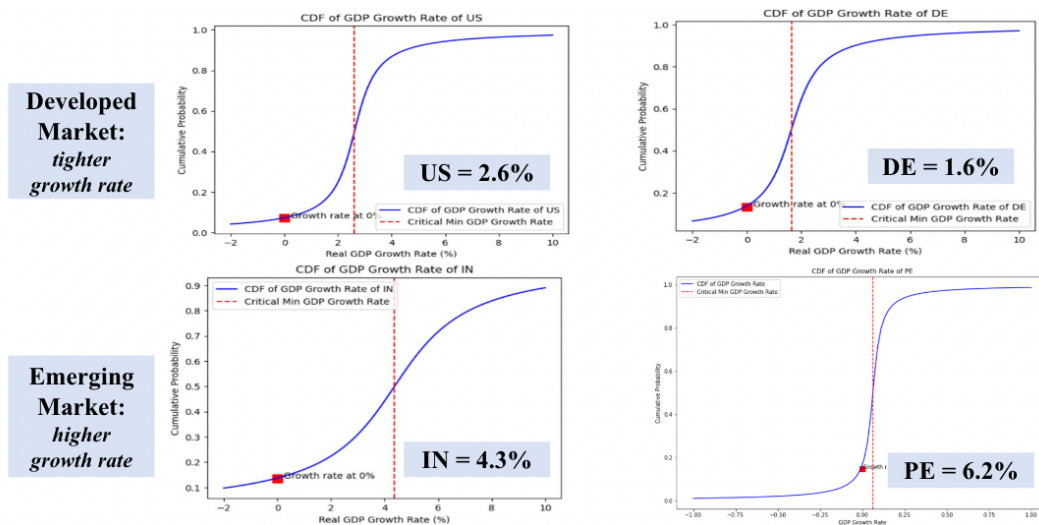 CDF of GDP Growth Rate of US
1.0
0.8
0.6
0.4
0.2
0.0
Cumulative Probability
Growth rate at 0%
US = 2.6%
CDF of GDP Growth Rate of US
Critical Min GDP Growth Rate
−2
0
2
4
6
8
10
Real GDP Growth Rate (%)
CDF of GDP Growth Rate of DE
1.0
0.8
0.6
0.4
0.2
Cumulative Probability
Growth rate at 0%
DE = 1.6%
CDF of GDP Growth Rate of DE
Critical Min GDP Growth Rate
−2
0
2
4
6
8
10
Real GDP Growth Rate (%)
Developed
Market:
tighter
growth rate
CDF of GDP Growth Rate of IN
CDF of GDP Growth Rate of IN
Critical Min GDP Growth Rate
0.9
0.8
0.7
0.6
0.5
0.4
0.3
0.2
0.1
Cumulative Probability
Growth rate at 0%
IN = 4.3%
−2
0
2
4
6
8
10
Real GDP Growth Rate (%)
CDF of GDP Growth Rate of PE
CDF of GDP Growth Rate
Critical Min GDP Growth Rate
1.0
0.8
0.6
0.4
0.2
0.0
Cumulative Probability
Growth r
PE = 6.2%
−1.00
−0.75
−0.50
−0.25
0.00
0.25
0.50
0.75
1.00
GDP Growth Rate
Emerging
Market:
higher
growth rate